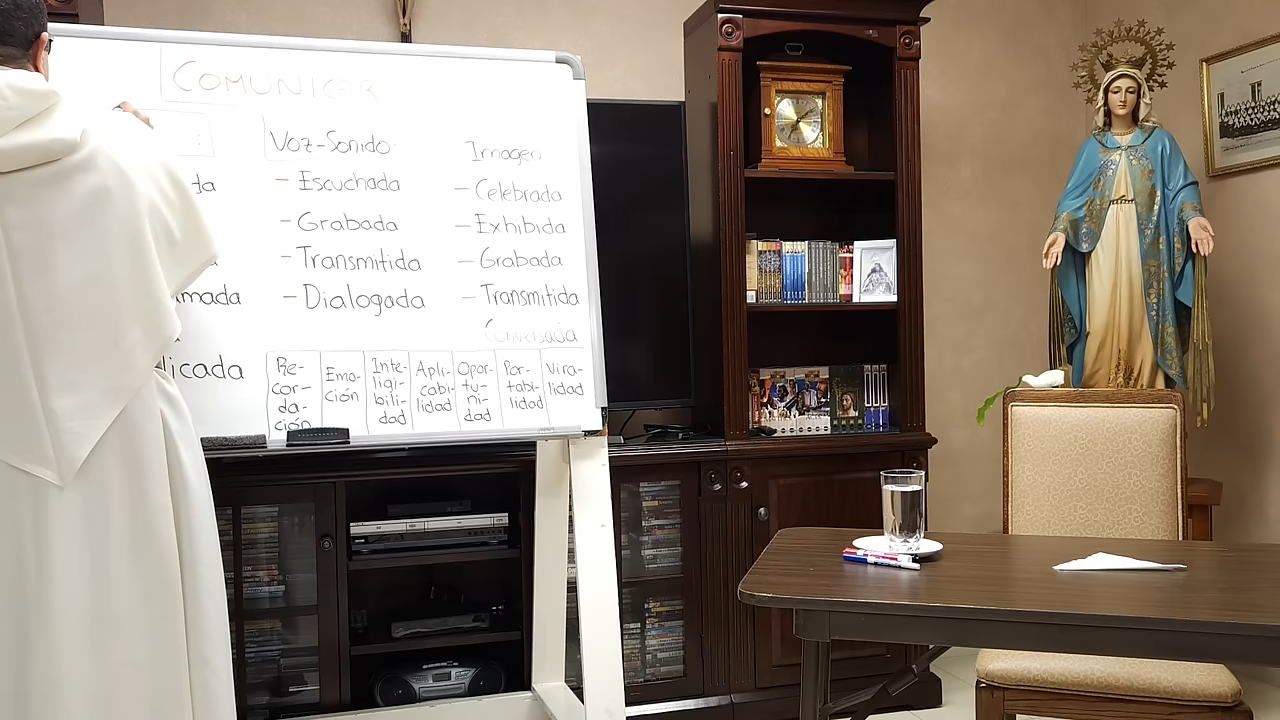 COMUNICAR
Voz-Sonido
- Escuchada
- Grabada
- Transmitida
- Dialogada
Imagen
- Celebrada
- Exhibida
- Grabada
- Transmitida
Conversada
da
mada
licada
Re-
cor-
da-
ción
Emo-
ción
Inte-
ligi-
bili-
dad
Apli-
cabi-
lidad
Opor-
tu-
ni-
dad
Por-
tabi-
lidad
Vira-
lidad